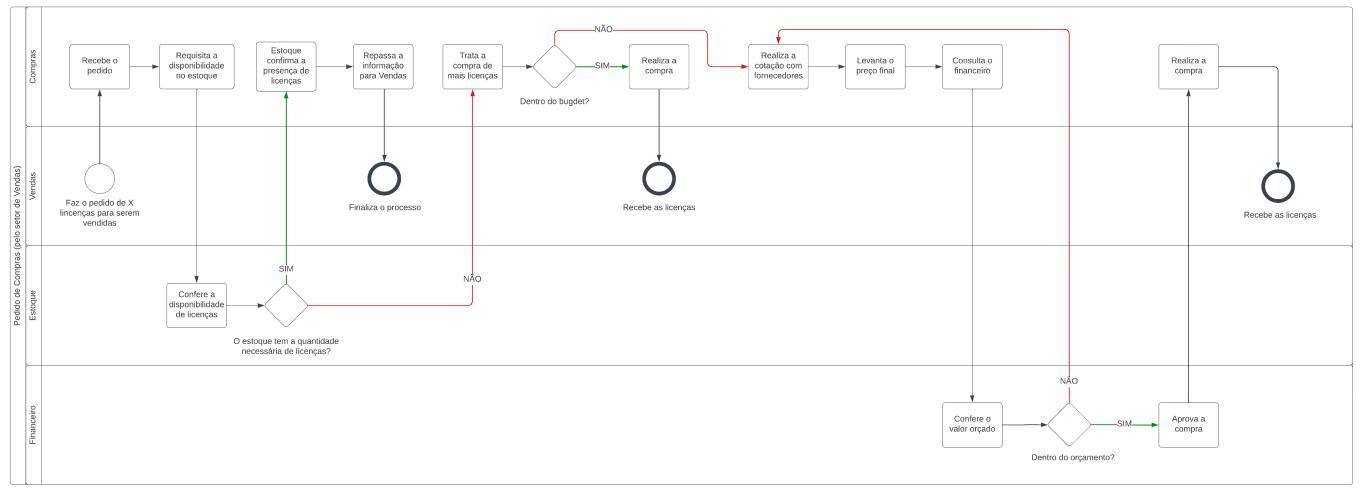 Pedido de Compras (pelo setor de Vendas)
Compras
Recebe o
pedido
Requisita a
disponibilidade
no estoque
Estoque
confirma a
presença de
licenças
Repassa a
informação
para Vendas
Trata a
compra de
mais licenças
NÃO
SIM
Dentro do bugdet?
Realiza a
compra
Realiza a
cotação com
fornecedores
Levanta o
preço final
Consulta o
financeiro
Realiza a
compra
Vendas
Faz o pedido de X
lincenças para serem
vendidas
Finaliza o processo
Recebe as licenças
Recebe as licenças
Estoque
Confere a
disponibilidade
de licenças
SIM
NÃO
O estoque tem a quantidade
necessária de licenças?
Financeiro
Confere o
valor orçado
NÃO
SIM
Dentro do orçamento?
Aprova a
compra